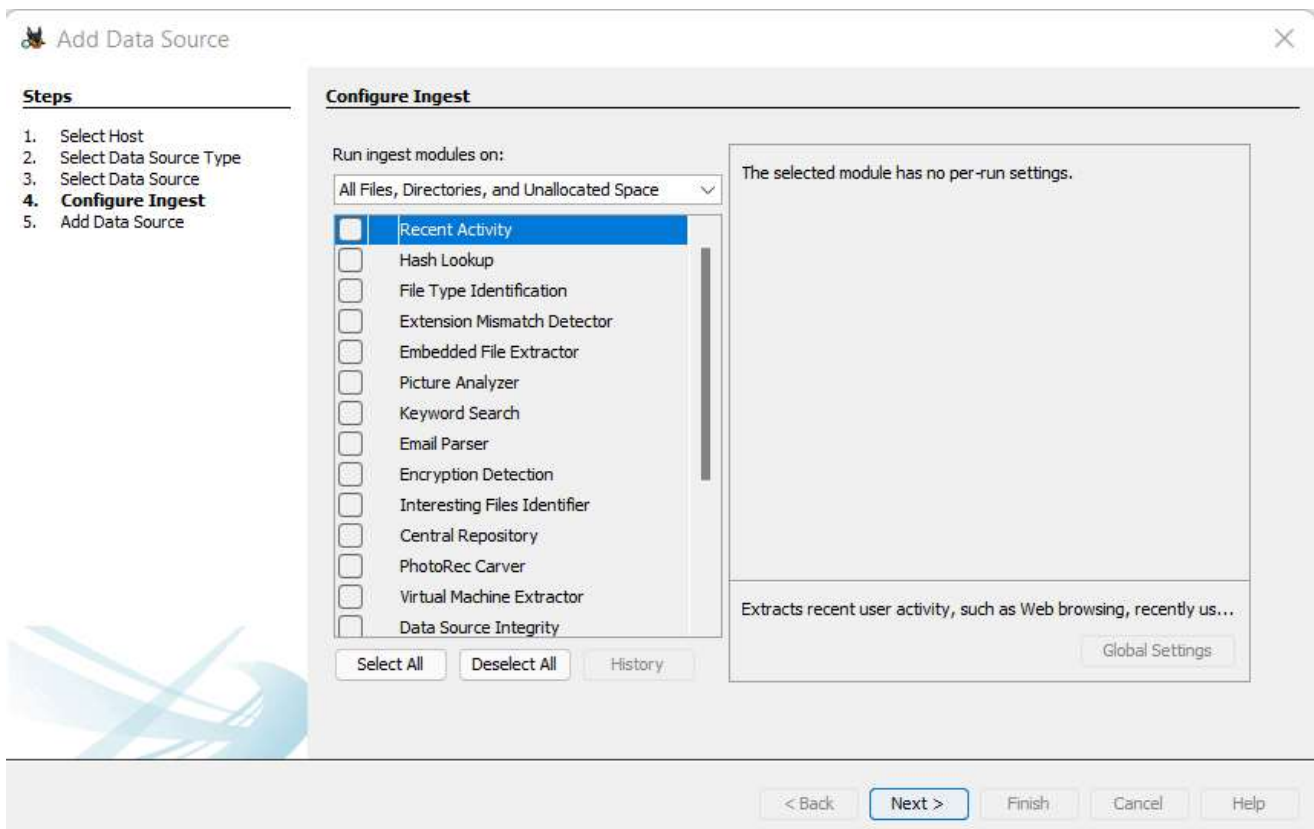 Add Data Source
Steps
1. Select Host
2. Select Data Source Type
3. Select Data Source
4. Configure Ingest
5. Add Data Source
Configure Ingest
Run ingest modules on:
All Files, Directories, and Unallocated Space
Recent Activity
Hash Lookup
File Type Identification
Extension Mismatch Detector
Embedded File Extractor
Picture Analyzer
Keyword Search
Email Parser
Encryption Detection
Interesting Files Identifier
Central Repository
PhotoRec Carver
Virtual Machine Extractor
Data Source Integrity
Select All Deselect All History
The selected module has no per-run settings.
Extracts recent user activity, such as Web browsing, recently us...
Global Settings
< Back Next > Finish Cancel Help